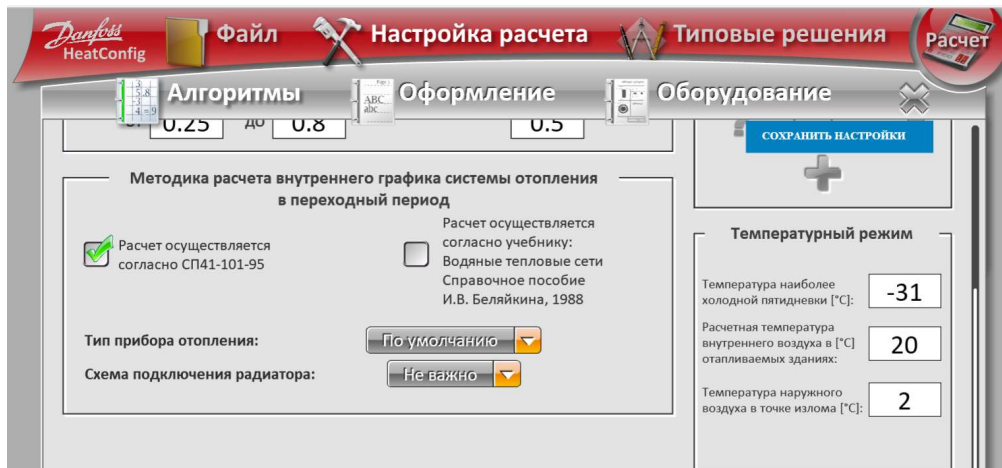 Danfoss
HeatConfig
Файл
Настройка расчета
Типовые решения
Расчет
Алгоритмы
Оформление
Оборудование
от 0.25 до 0.8
0.5
СОХРАНИТЬ НАСТРОЙКИ
Методика расчета внутреннего графика системы отопления
в переходный период
Расчет осуществляется
согласно СП41-101-95
Расчет осуществляется
согласно учебнику:
Водяные тепловые сети
Справочное пособие
И.В. Беляйкина, 1988
Тип прибора отопления:
По умолчанию
Схема подключения радиатора:
Не важно
Температурный режим
Температура наиболее
холодной пятидневки [°C]:
-31
Расчетная температура
внутреннего воздуха в [°C]
отапливаемых зданиях:
20
Температура наружного
воздуха в точке излома [°C]:
2